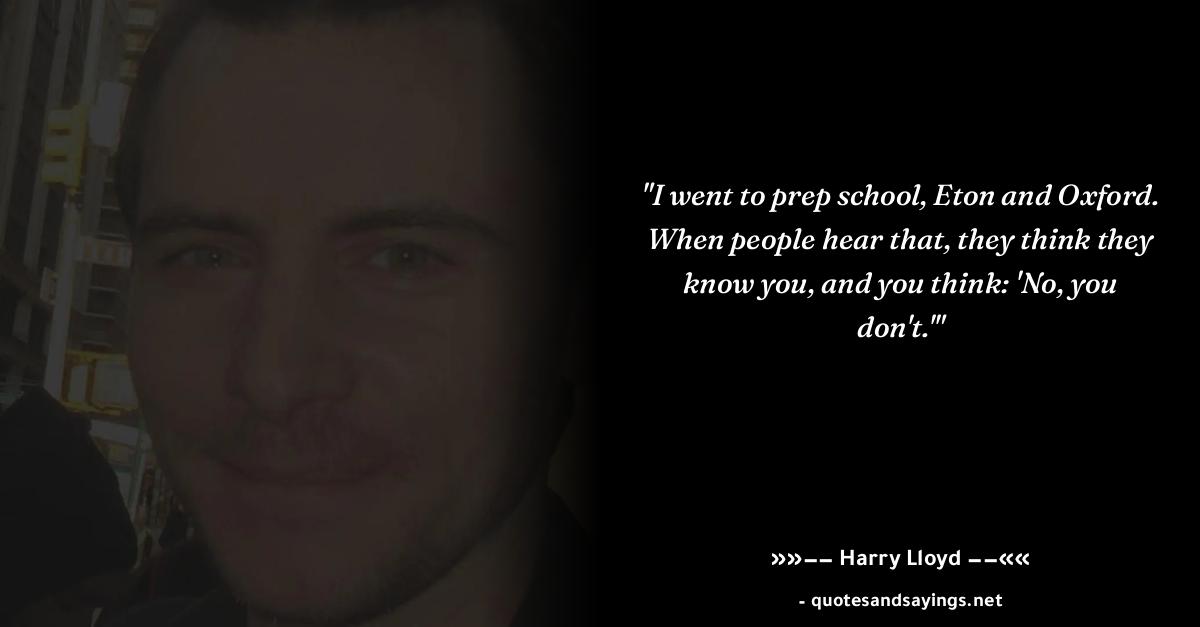 "I went to prep school, Eton and Oxford.
When people hear that, they think they
know you, and you think: 'No, you
don't.'"
»»–– Harry Lloyd ––««
- quotesandsayings.net